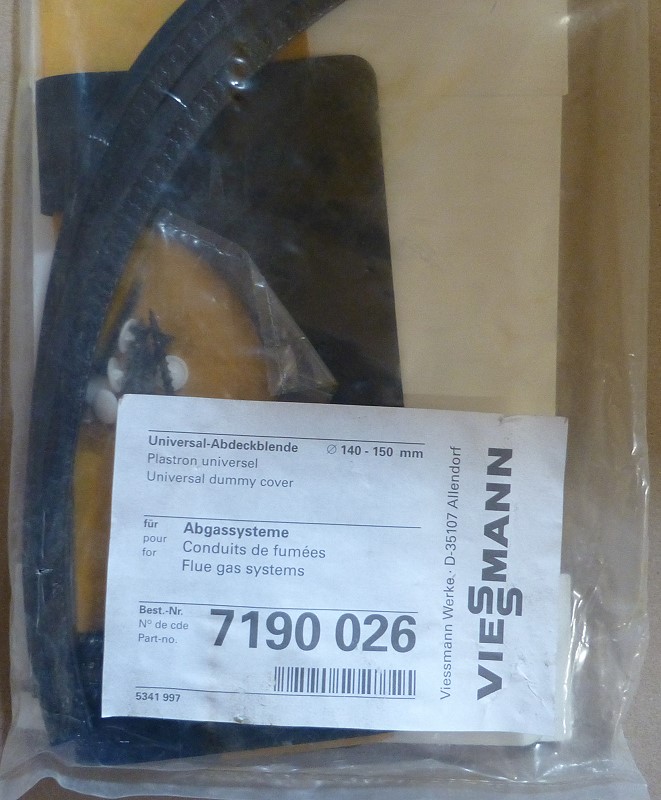 Universal-Abdeckblende ∅ 140 - 150 mm
Plastron universel
Universal dummy cover
für Abgassysteme
pour Conduits de fumées
for Flue gas systems
Best.-Nr.
N° de cde
Part-no.
7190 026
5341 997
Viessmann Werke · D-35107 Allendorf
VIESSMANN